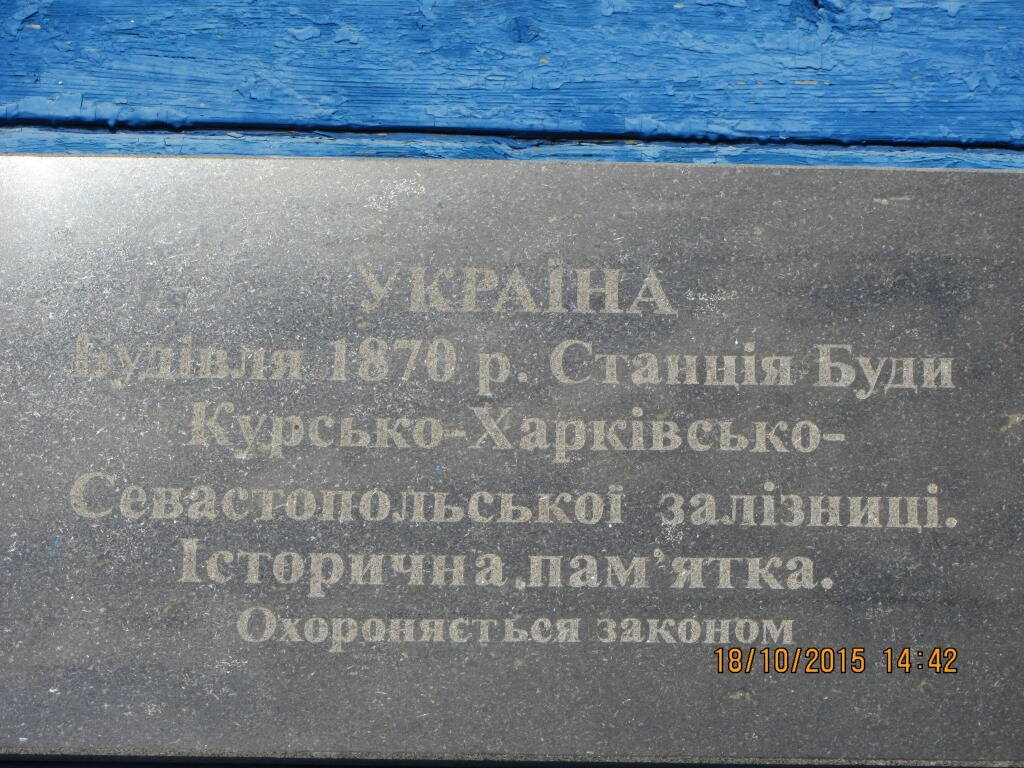 УКРАЇНА
Будівля 1870 р. Станція Буди
Курсько-Харківсько-
Севастопольської залізниці.
Історична пам’ятка.
Охороняється законом
18/10/2015 14:42